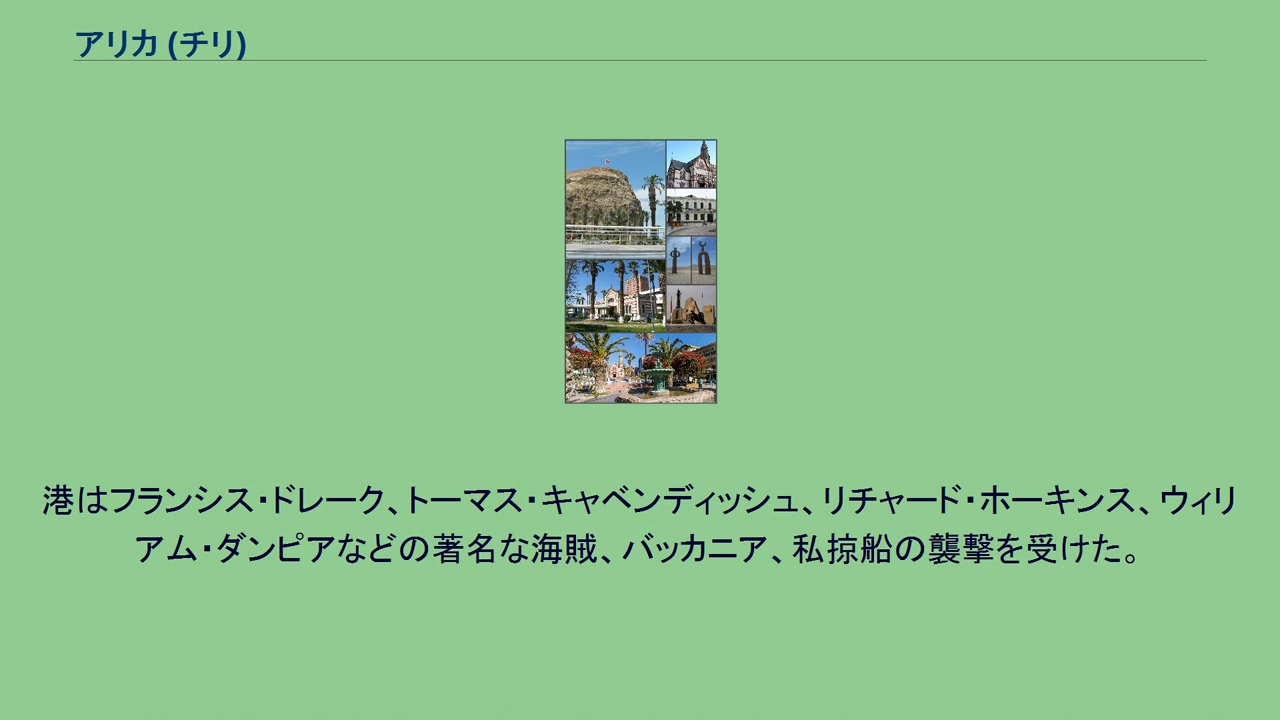 アリカ (チリ)
港はフランシス・ドレーク、トーマス・キャベンディッシュ、リチャード・ホーキンス、ウィリ
アム・ダンピアなどの著名な海賊、バッカニア、私掠船の襲撃を受けた。